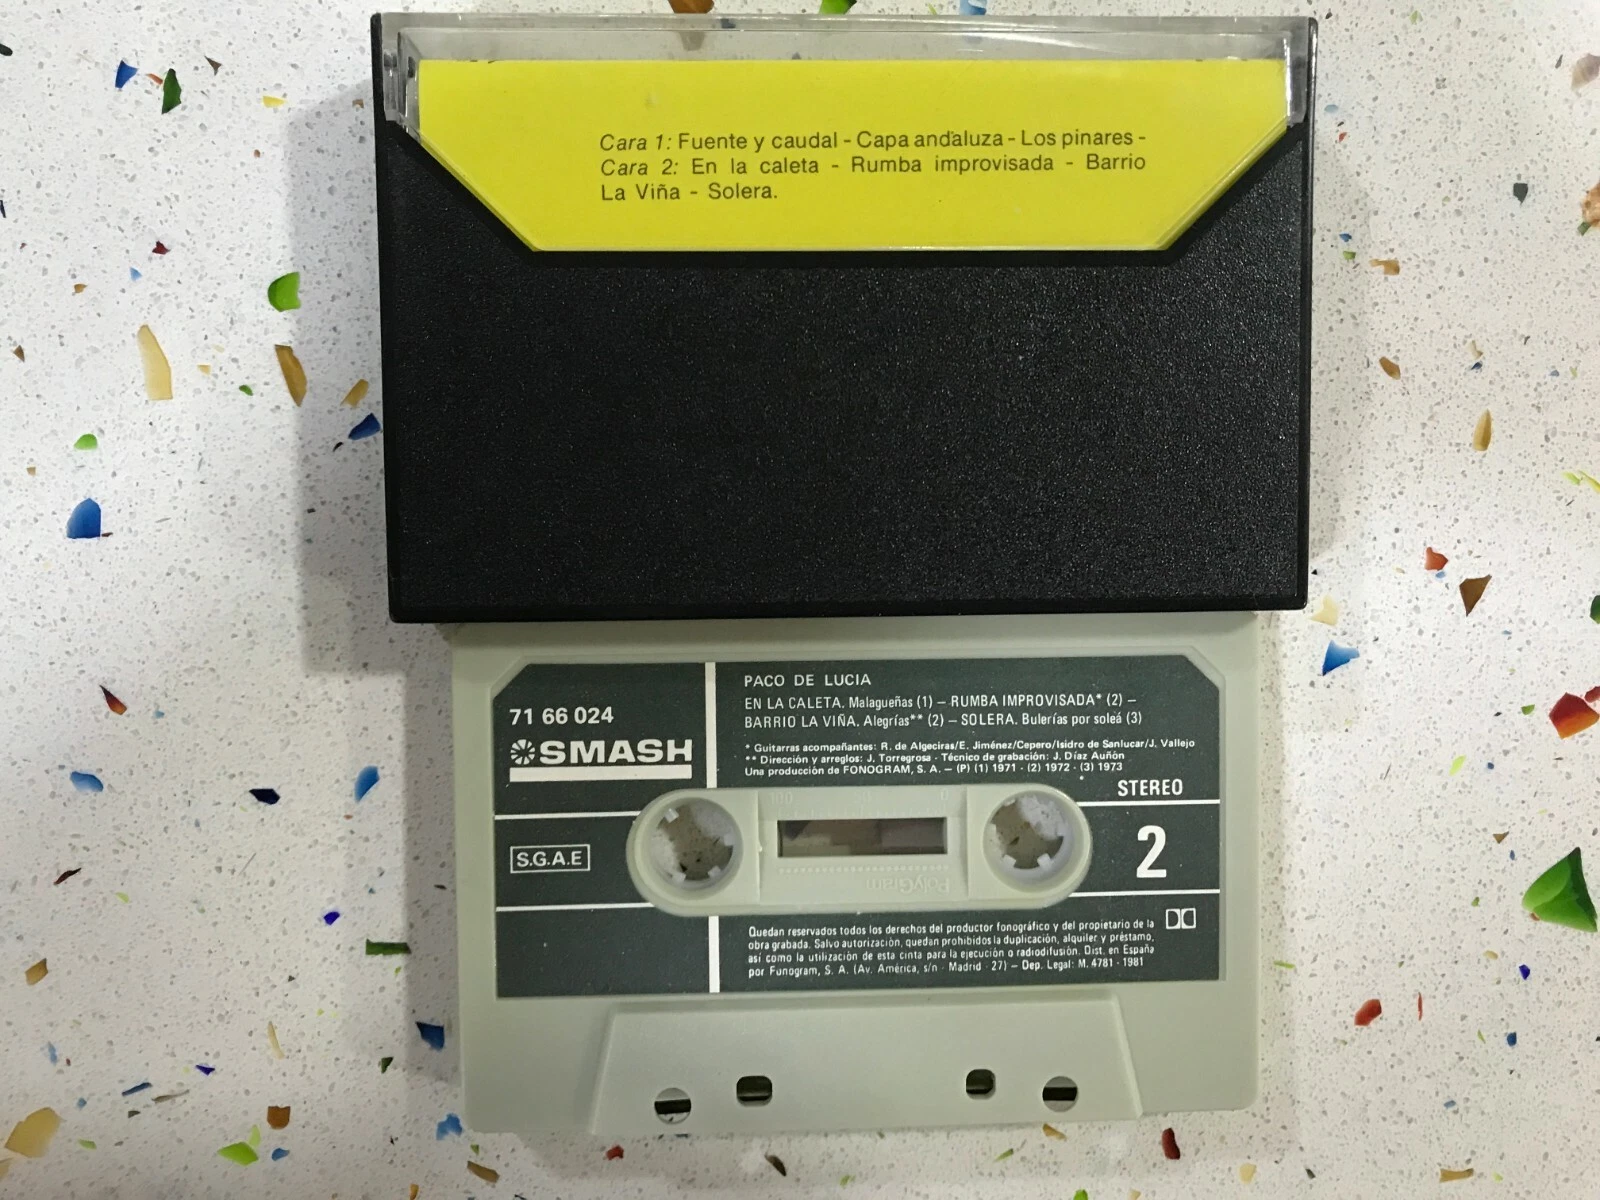 Cara 1: Fuente y caudal - Capa andaluza - Los pinares -
Cara 2: En la caleta - Rumba improvisada - Barrio
La Viña - Solera.
71 66 024
SMASH
S.G.A.E
PACO DE LUCIA
EN LA CALETA. Malagueñas (1) – RUMBA IMPROVISADA* (2) –
BARRIO LA VIÑA. Alegrías** (2) – SOLERA. Bulerías por soleá (3)
* Guitarras acompañantes: R. de Algeciras/E. Jiménez/Cepero/Isidro de Sanlucar/J. Vallejo
** Dirección y arreglos: J. Torregrosa · Técnico de grabación: J. Díaz Auñón
Una producción de FONOGRAM, S. A. – (P) (1) 1971 · (2) 1972 · (3) 1973
STEREO
2
100
0
PolyGram
Quedan reservados todos los derechos del productor fonográfico y del propietario de la
obra grabada. Salvo autorización, quedan prohibidos la duplicación, alquiler y préstamo,
así como la utilización de esta cinta para la ejecución o radiodifusión. Dist. en España
por Funogram, S. A. (Av. América, s/n · Madrid · 27) – Dep. Legal: M. 4781 · 1981